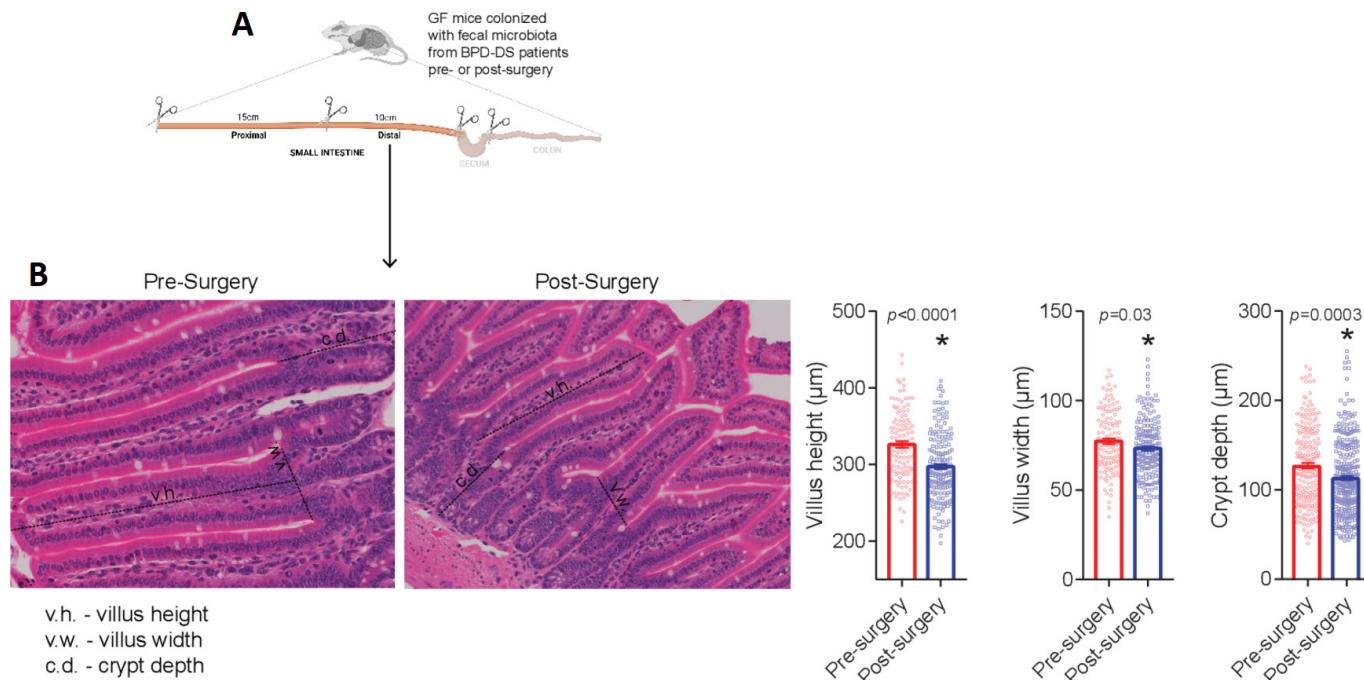 A
GF mice colonized
with fecal microbiota
from BPD-DS patients
pre- or post-surgery
15cm
10cm
Proximal
Distal
SMALL INTESTINE
CECUM
COLON
B
Pre-Surgery
Post-Surgery
c.d.
v.w.
v.h.
v.h.
c.d.
v.w.
v.h. - villus height
v.w. - villus width
c.d. - crypt depth
Villus height (µm)
500
400
300
200
p<0.0001
*
Pre-surgery
Post-surgery
Villus width (µm)
150
100
50
0
p=0.03
*
Pre-surgery
Post-surgery
Crypt depth (µm)
300
200
100
0
p=0.0003
*
Pre-surgery
Post-surgery